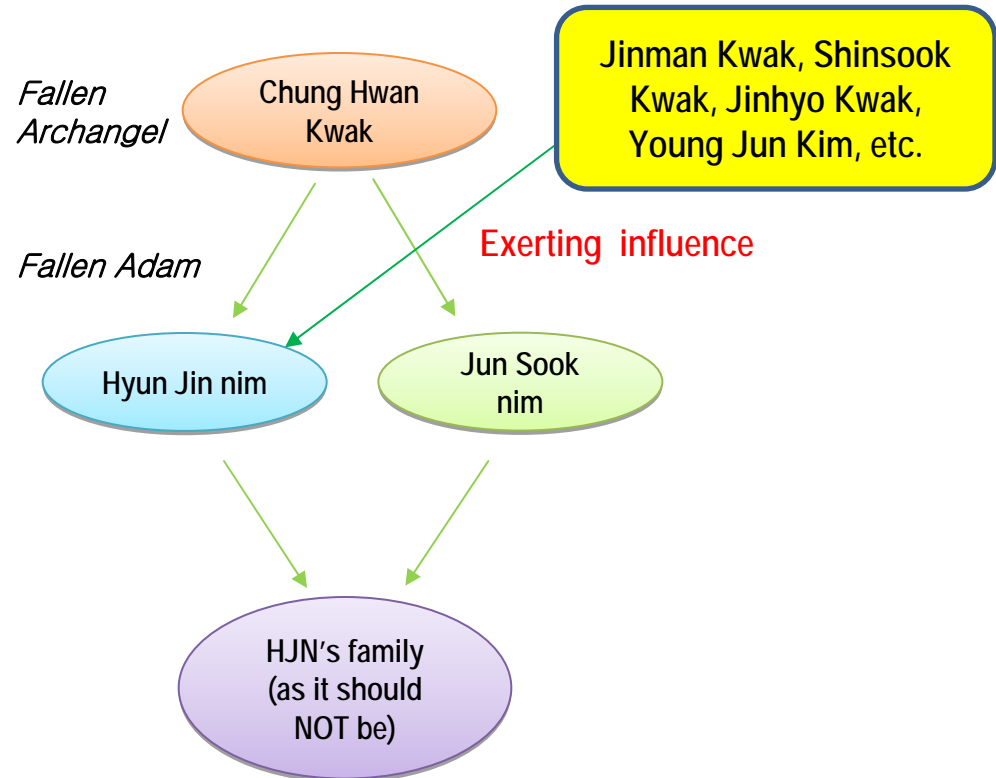 Fallen
Archangel
Chung Hwan
Kwak
Jinman Kwak, Shinsook
Kwak, Jinhyo Kwak,
Young Jun Kim, etc.
Exerting influence
Fallen Adam
Hyun Jin nim
Jun Sook
nim
HJN's family
(as it should
NOT be)